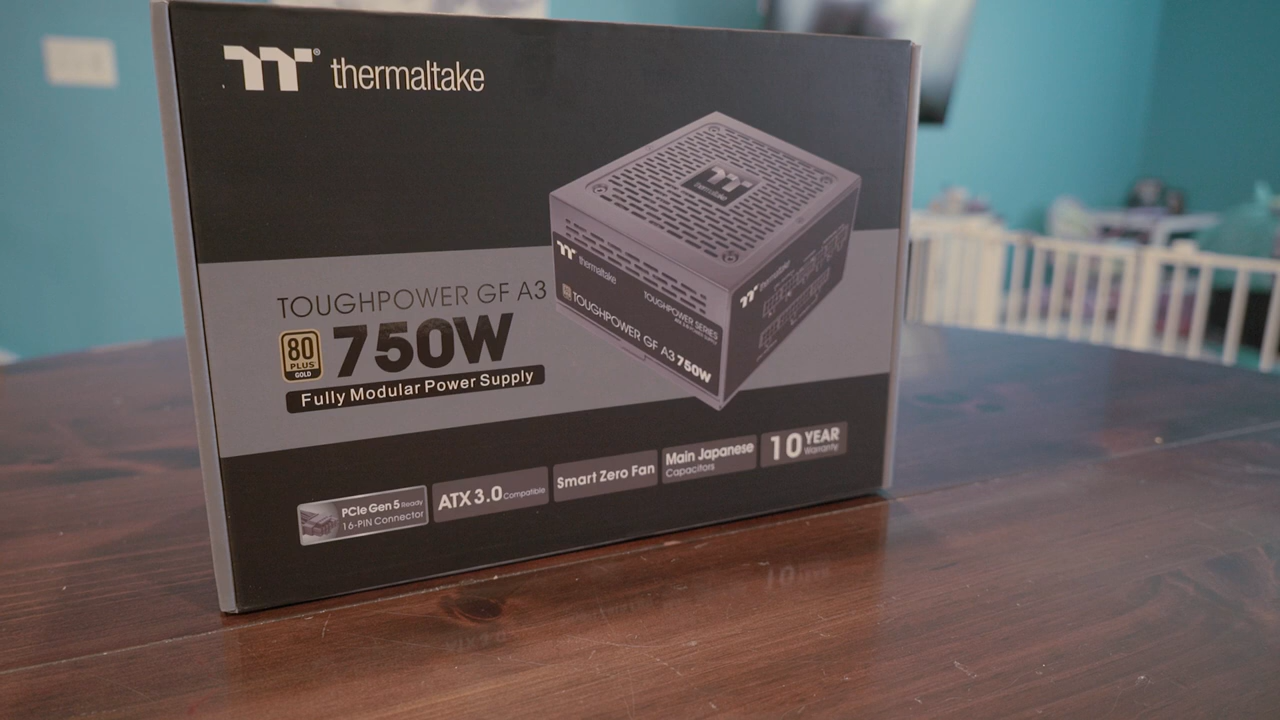 thermaltake
thermaltake
thermaltake
TOUGHPOWER SERIES
TOUGHPOWER GF A3 750W
thermaltake
TOUGHPOWER GF A3
80
PLUS
GOLD
750W
Fully Modular Power Supply
PCIe Gen 5 Ready
16-PIN Connector
ATX 3.0 Compatible
Smart Zero Fan
Main Japanese
Capacitors
10 YEAR
Warranty